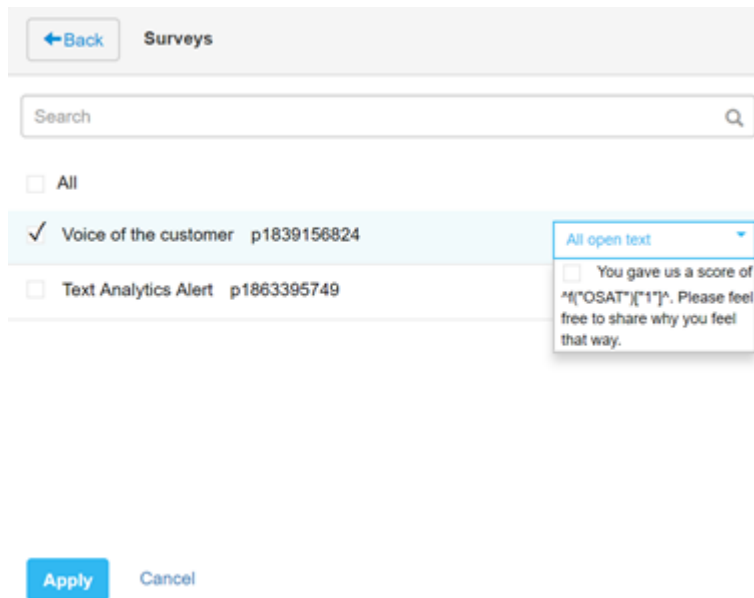 Back Surveys
Search
All
Voice of the customer p1839156824
All open text
You gave us a score of
^f("OSAT")["1"]^. Please feel
free to share why you feel
that way.
Text Analytics Alert p1863395749
Apply Cancel